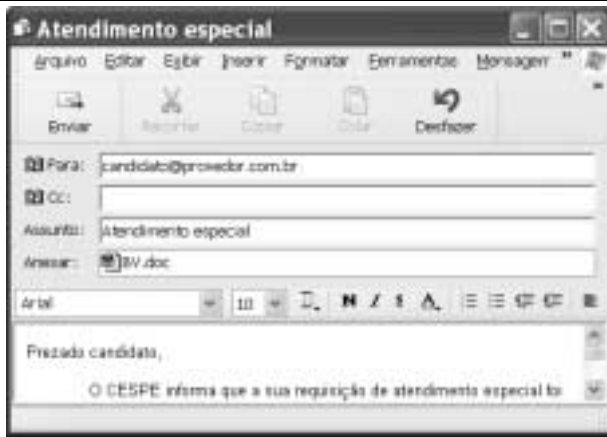 Atendimento especial
Arquivo Editar Exibir Inserir Formatar Ferramentas Mensagem »
Enviar Recortar Copiar Colar Desfazer »
Para: candidato@provedor.com.br
Cc:
Assunto: Atendimento especial
Anexar: BV.doc
Arial 10 N I S A
Prezado candidato,
O CESPE informa que a sua requisição de atendimento especial foi